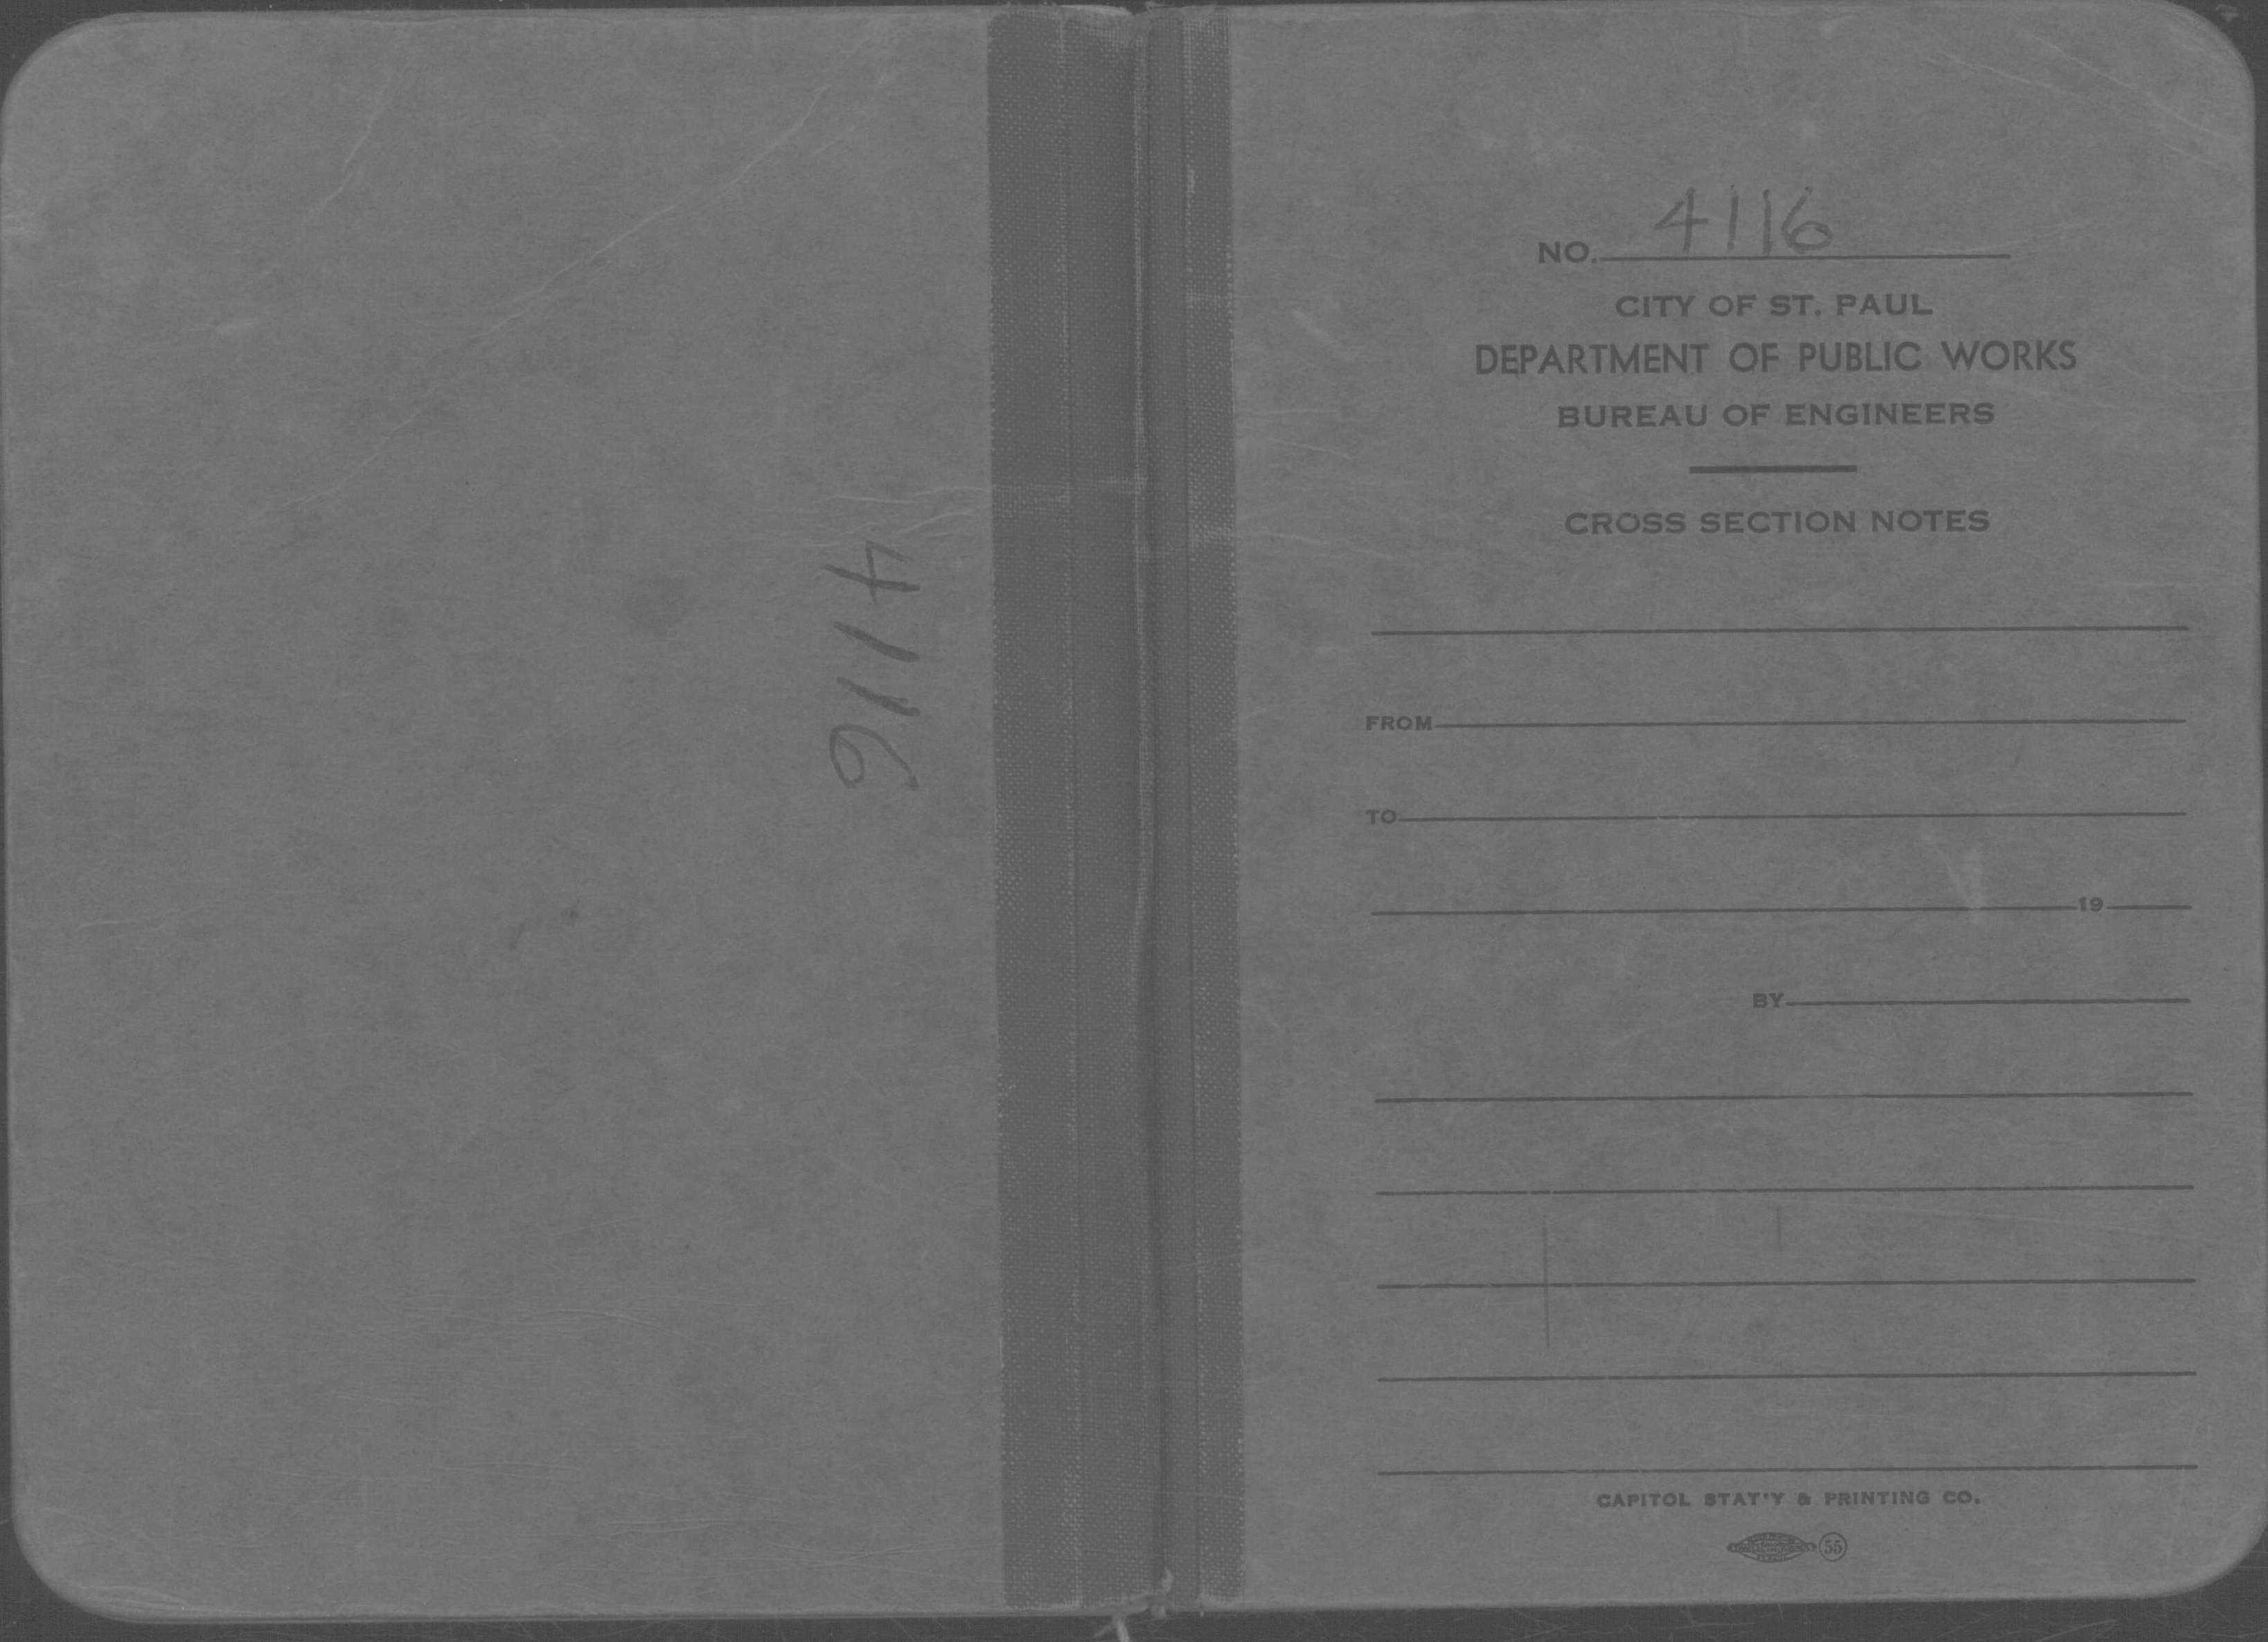 4116
NO. 4116
CITY OF ST. PAUL
DEPARTMENT OF PUBLIC WORKS
BUREAU OF ENGINEERS
CROSS SECTION NOTES
FROM
TO
19
BY
CAPITOL STAT'Y & PRINTING CO.
55